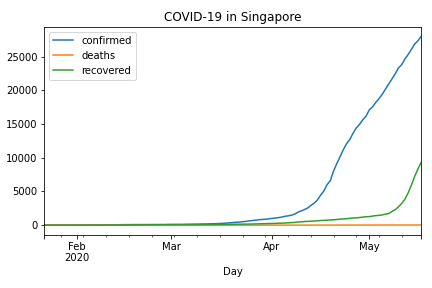 COVID-19 in Singapore
confirmed
deaths
recovered
25000
20000
15000
10000
5000
0
Feb Mar Apr May
2020
Day